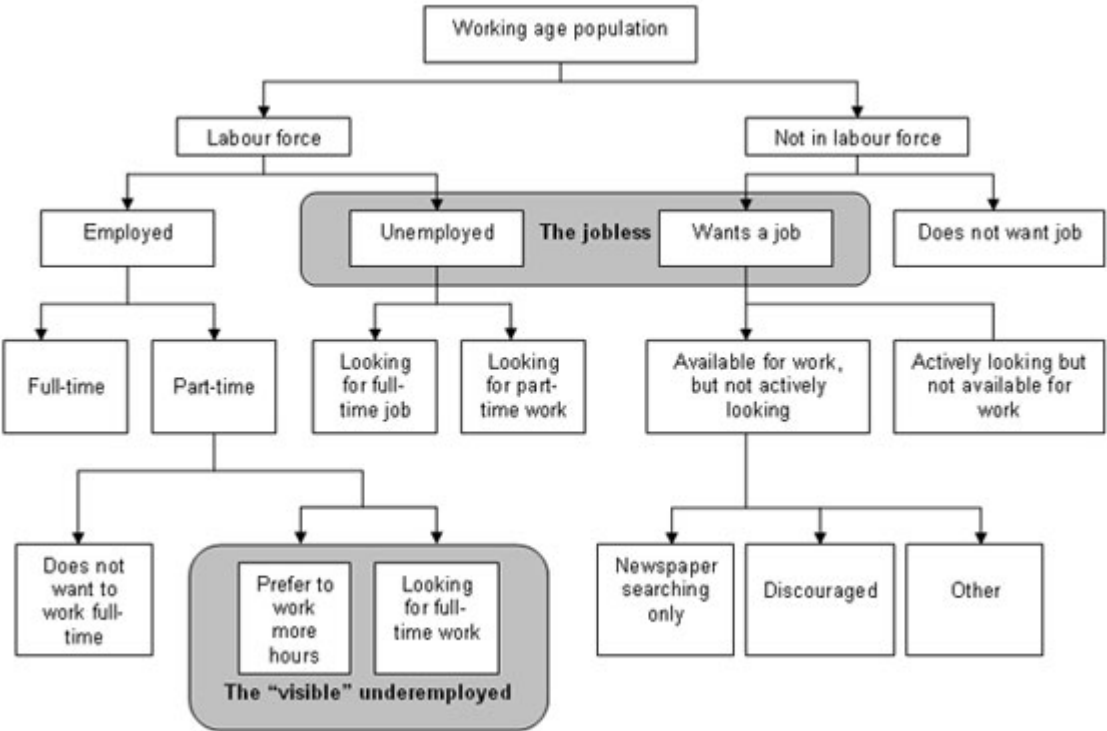 Working age population
Labour force
Not in labour force
Employed
Unemployed
The jobless
Wants a job
Does not want job
Full-time
Part-time
Looking
for full-
time job
Looking
for part-
time work
Available for work,
but not actively
looking
Actively looking but
not available for
work
Does not
want to
work full-
time
Prefer to
work
more
hours
Looking
for full-
time work
The “visible” underemployed
Newspaper
searching
only
Discouraged
Other